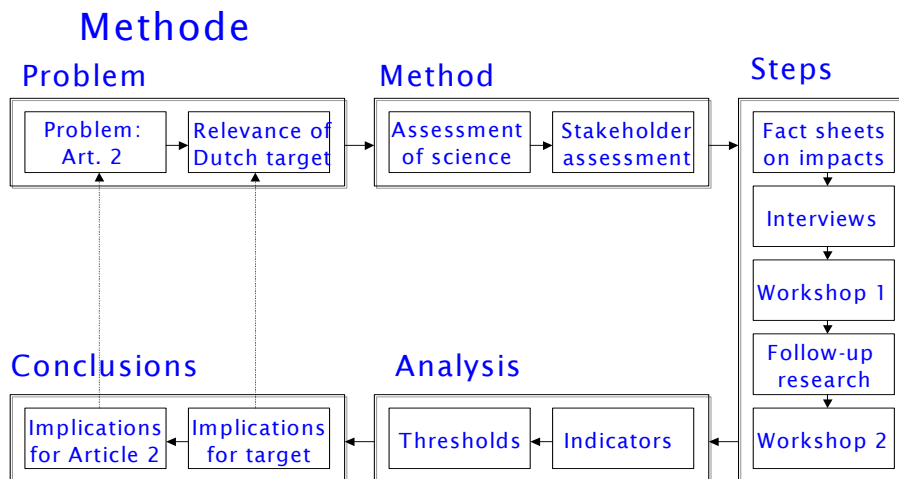 Methode
Problem
Problem:
Art. 2
Relevance of
Dutch target
Method
Assessment
of science
Stakeholder
assessment
Steps
Fact sheets
on impacts
Interviews
Workshop 1
Follow-up
research
Workshop 2
Analysis
Indicators
Thresholds
Conclusions
Implications
for target
Implications
for Article 2